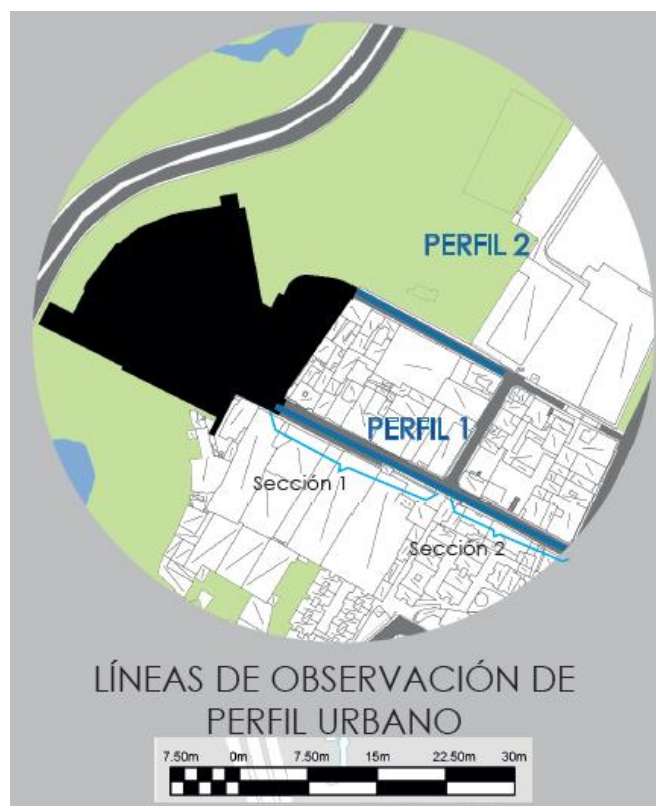 PERFIL 2
PERFIL 1
Sección 1
Sección 2
LÍNEAS DE OBSERVACIÓN DE
PERFIL URBANO
7.50m 0m 7.50m 15m 22.50m 30m